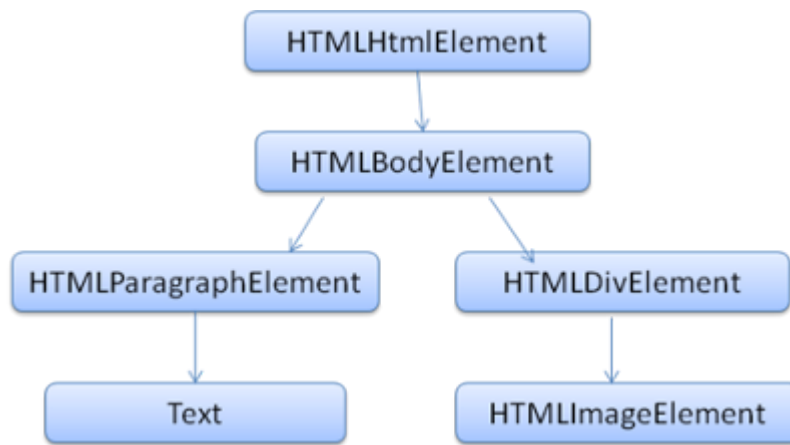 HTMLHtmlElement
HTMLBodyElement
HTMLParagraphElement
HTMLDivElement
Text
HTMLImageElement